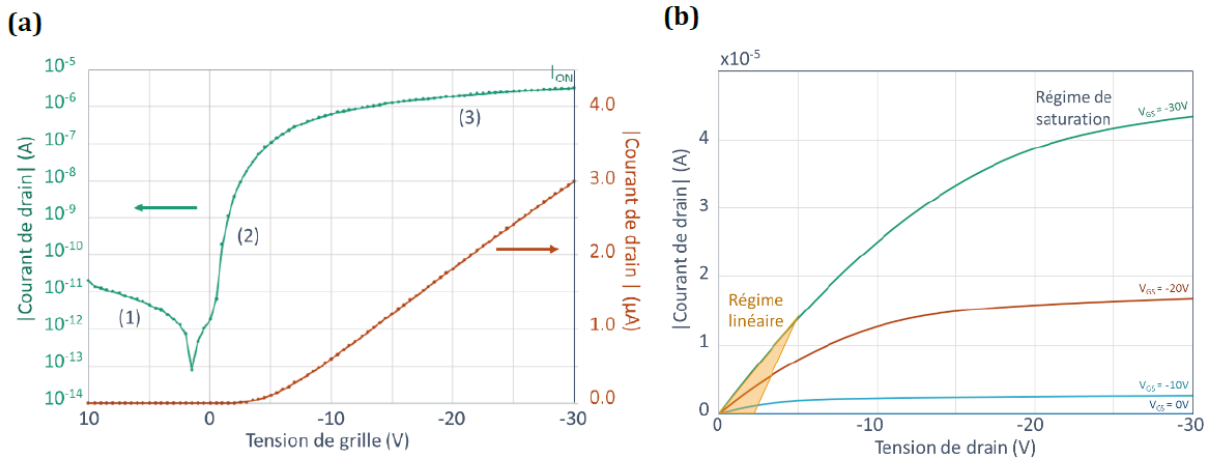 (a)
|Courant de drain| (A)
10⁻⁵
10⁻⁶
10⁻⁷
10⁻⁸
10⁻⁹
10⁻¹⁰
10⁻¹¹
10⁻¹²
10⁻¹³
10⁻¹⁴
I_ON
(1)
(2)
(3)
4.0
3.0
2.0
1.0
0.0
|Courant de drain| (µA)
10 0 -10 -20 -30
Tension de grille (V)
(b)
x10⁻⁵
|Courant de drain| (A)
4
2
1
0
Régime de
saturation
Régime
linéaire
V_GS = -30V
V_GS = -20V
V_GS = -10V
V_GS = 0V
0 -10 -20 -30
Tension de drain (V)